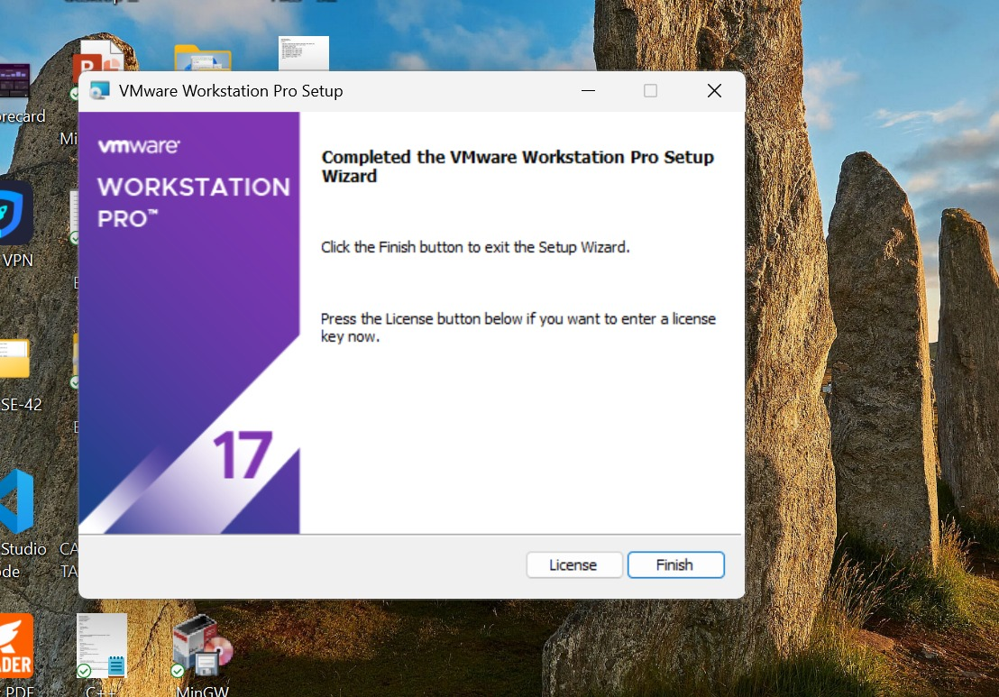 VMware Workstation Pro Setup
orecard
Mi
vmware®
WORKSTATION
PRO™
Completed the VMware Workstation Pro Setup
Wizard
Click the Finish button to exit the Setup Wizard.
VPN
Press the License button below if you want to enter a license
key now.
SE-42
17
Studio
ode
CA
TA
License
Finish
ADER
PDF
C++
MinGW